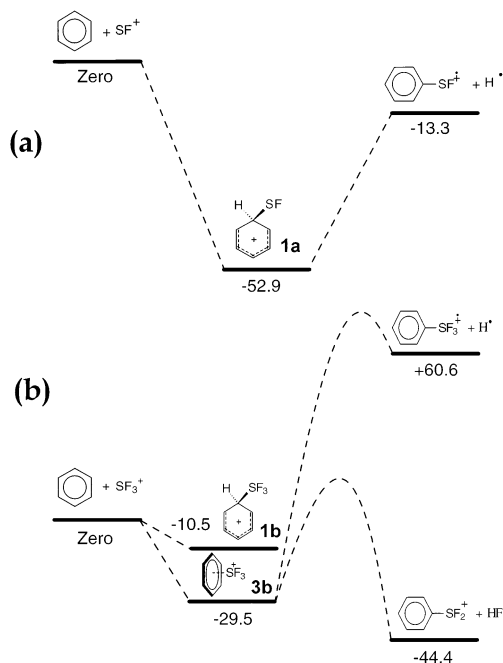 + SF+
Zero
SF+• + H•
-13.3
(a)
H SF
+
1a
-52.9
SF3+• + H•
+60.6
(b)
+ SF3+
Zero
H SF3
-10.5 + 1b
SF3+ 3b
-29.5
SF2+ + HF
-44.4